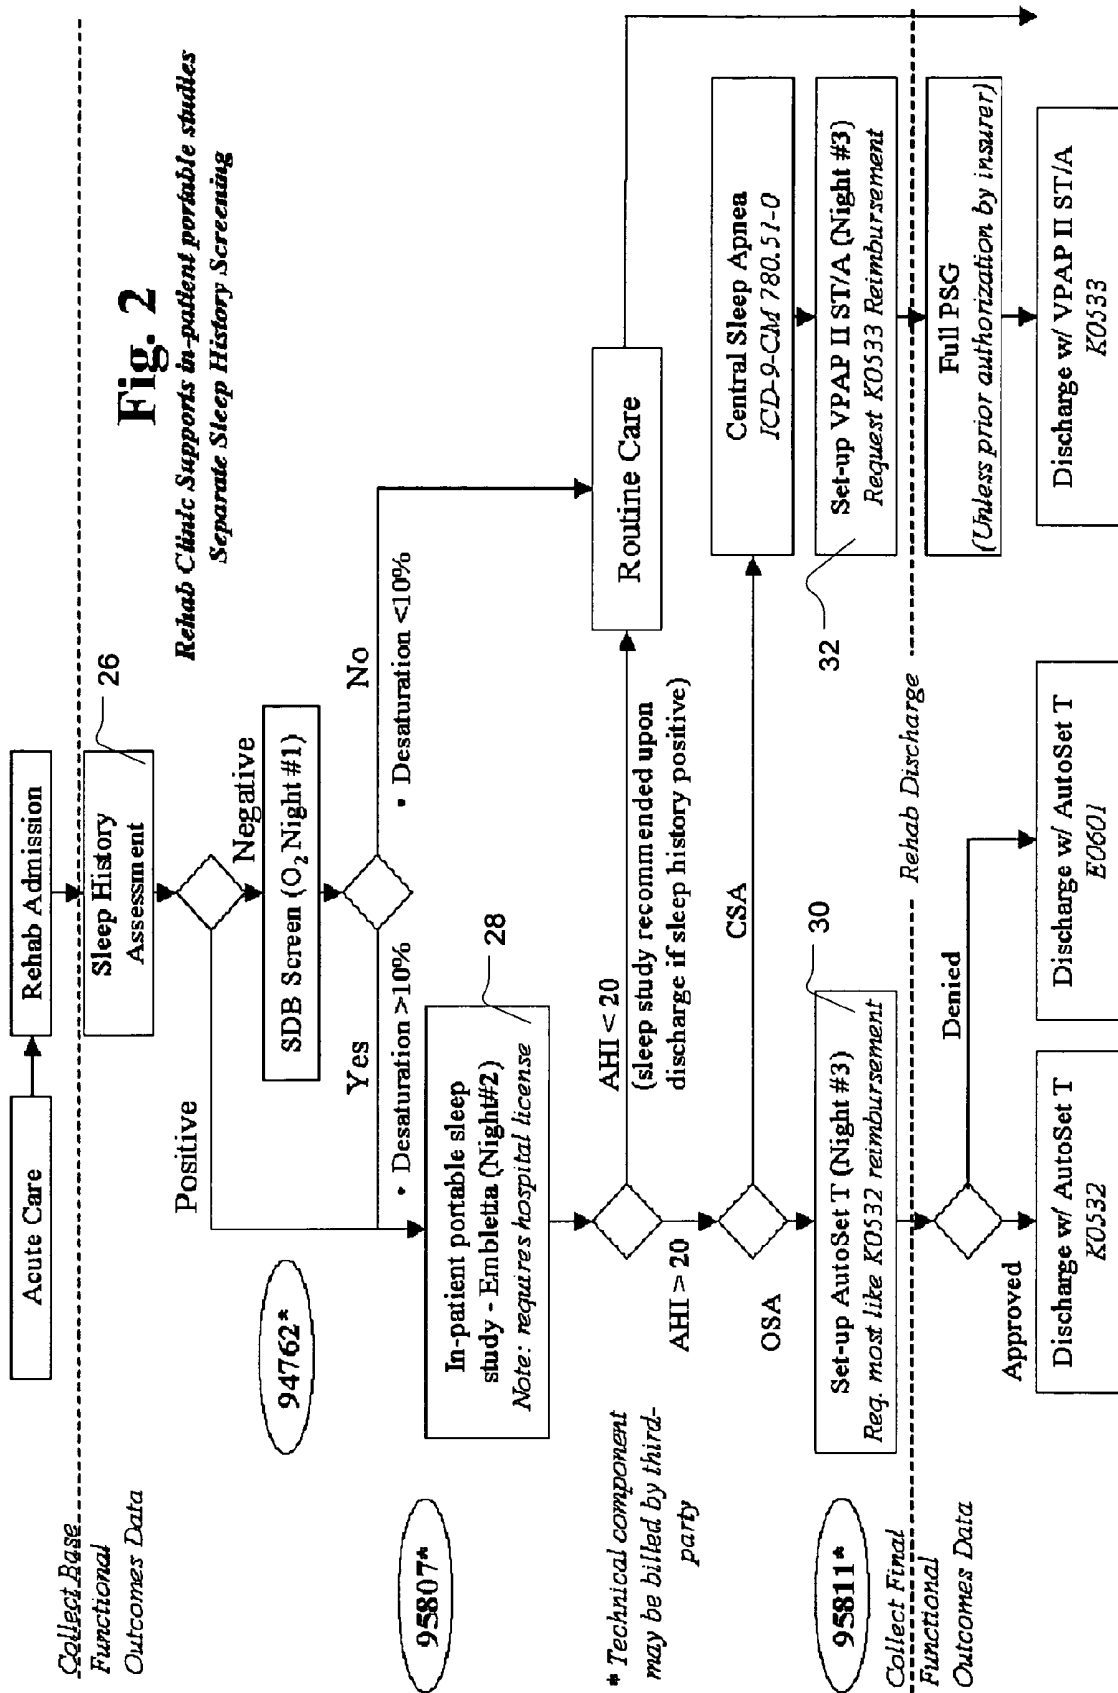 Fig. 2
Rehab Clinic Supports in-patient portable studies
Separate Sleep History Screening
Acute Care
Rehab Admission
Collect Base
Functional
Outcomes Data
Sleep History
Assessment
26
Positive
Negative
94762*
SDB Screen (O₂ Night #1)
Yes
No
• Desaturation >10%
• Desaturation <10%
95807*
In-patient portable sleep
study - Embletta (Night#2)
Note: requires hospital license
28
* Technical component
may be billed by third-
party
AHI < 20
(sleep study recommended upon
discharge if sleep history positive)
Routine Care
AHI > 20
CSA
OSA
Central Sleep Apnea
ICD-9-CM 780.51-0
95811*
Set-up AutoSet T (Night #3)
Req. most like K0532 reimbursement
30
32
Set-up VPAP II ST/A (Night #3)
Request K0533 Reimbursement
Collect Final
Functional
Outcomes Data
Rehab Discharge
Approved
Denied
Full PSG
(Unless prior authorization by insurer)
Discharge w/ AutoSet T
K0532
Discharge w/ AutoSet T
E0601
Discharge w/ VPAP II ST/A
K0533